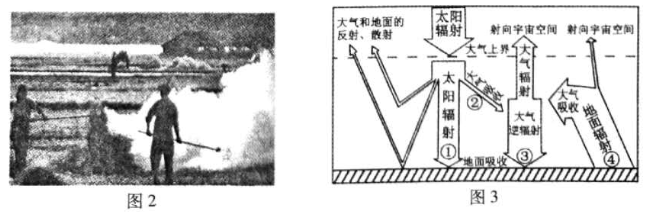 大气和地面的
反射、散射
太阳
辐射
射向宇宙空间
射向宇宙空间
大气上界
大气辐射
太阳辐射①
大气吸收
②
大气
逆辐射
③
大气
吸收
地面辐射④
地面吸收
图2
图3